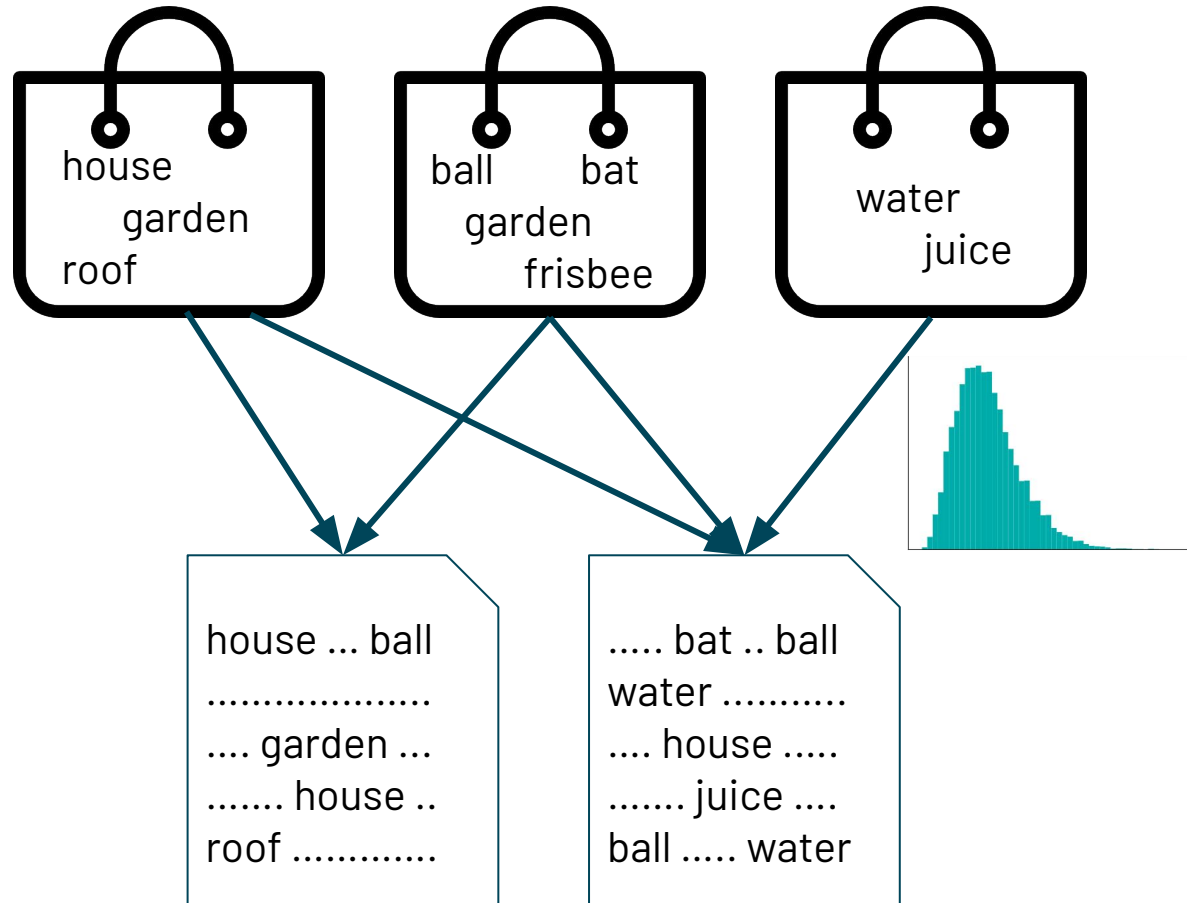 house
garden
roof
ball bat
garden
frisbee
water
juice
house ... ball
...................
.... garden ...
....... house ..
roof .............
..... bat .. ball
water ...........
.... house .....
....... juice ....
ball ..... water